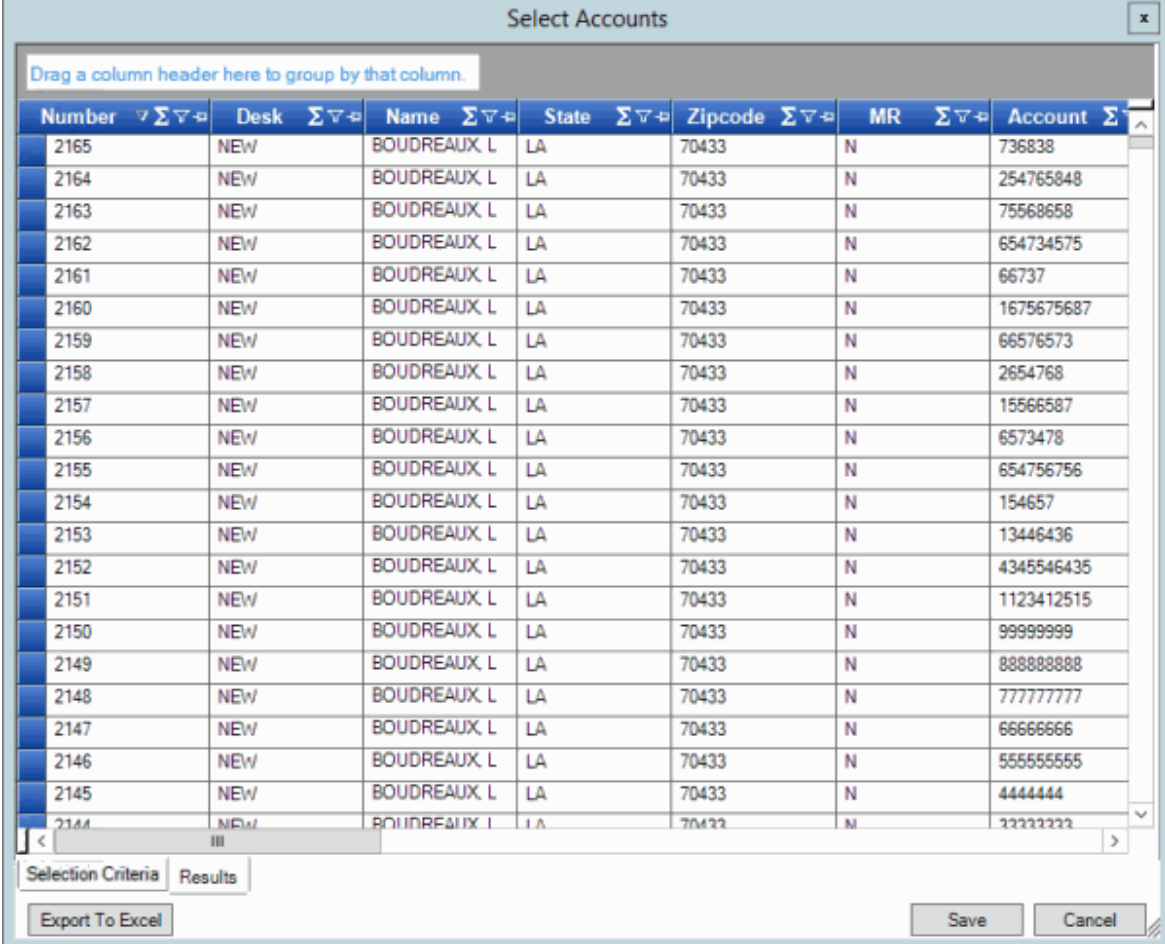 Select Accounts
x
Drag a column header here to group by that column.
Number Σ Desk Σ Name Σ State Σ Zipcode Σ MR Σ Account Σ
2165 NEW BOUDREAUX, L LA 70433 N 736838
2164 NEW BOUDREAUX, L LA 70433 N 254765848
2163 NEW BOUDREAUX, L LA 70433 N 75568658
2162 NEW BOUDREAUX, L LA 70433 N 654734575
2161 NEW BOUDREAUX, L LA 70433 N 66737
2160 NEW BOUDREAUX, L LA 70433 N 1675675687
2159 NEW BOUDREAUX, L LA 70433 N 66576573
2158 NEW BOUDREAUX, L LA 70433 N 2654768
2157 NEW BOUDREAUX, L LA 70433 N 15566587
2156 NEW BOUDREAUX, L LA 70433 N 6573478
2155 NEW BOUDREAUX, L LA 70433 N 654756756
2154 NEW BOUDREAUX, L LA 70433 N 154657
2153 NEW BOUDREAUX, L LA 70433 N 13446436
2152 NEW BOUDREAUX, L LA 70433 N 4345546435
2151 NEW BOUDREAUX, L LA 70433 N 1123412515
2150 NEW BOUDREAUX, L LA 70433 N 99999999
2149 NEW BOUDREAUX, L LA 70433 N 888888888
2148 NEW BOUDREAUX, L LA 70433 N 777777777
2147 NEW BOUDREAUX, L LA 70433 N 66666666
2146 NEW BOUDREAUX, L LA 70433 N 555555555
2145 NEW BOUDREAUX, L LA 70433 N 4444444
2144 NEW BOUDREAUX, L LA 70433 N 33333333
Selection Criteria Results
Export To Excel Save Cancel